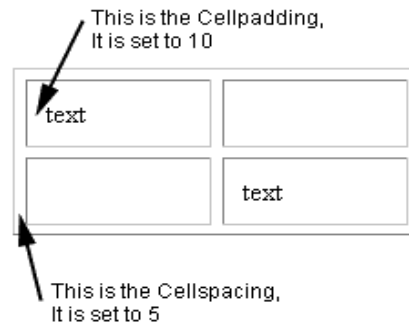 This is the Cellpadding,
It is set to 10
text
text
This is the Cellspacing,
It is set to 5